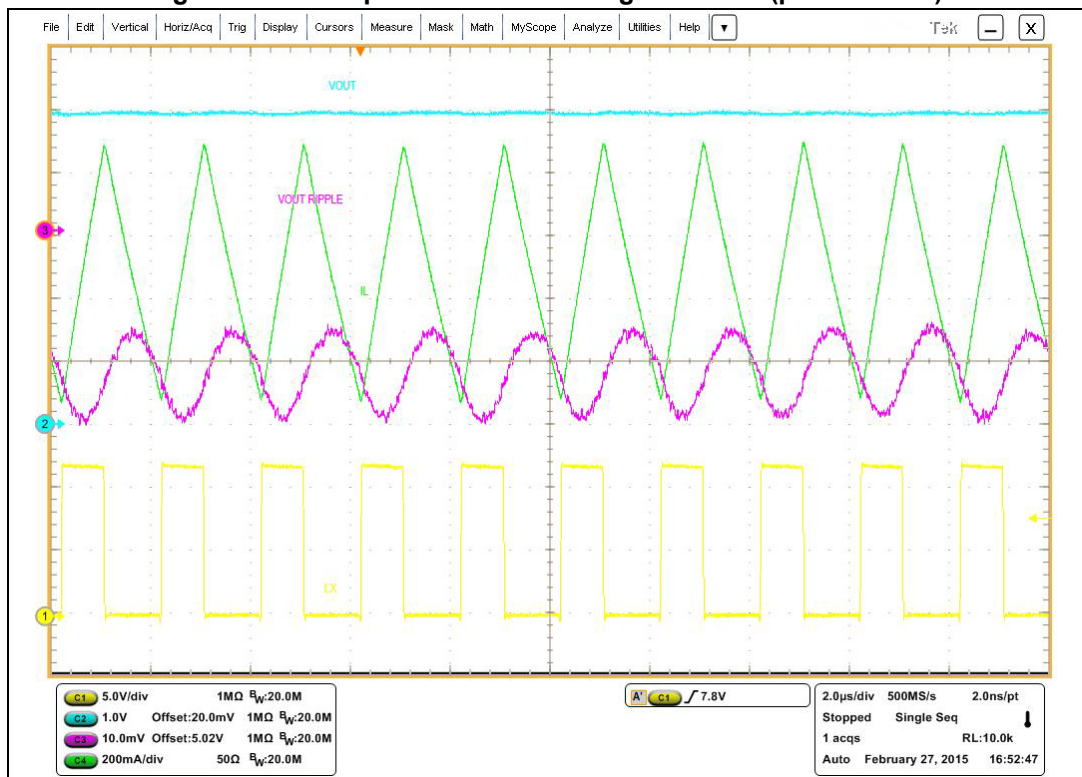 File Edit Vertical Horiz/Acq Trig Display Cursors Measure Mask Math MyScope Analyze Utilities Help Tek X
VOUT
VOUT RIPPLE
3
IL
2
LX
1
C1 5.0V/div 1MΩ BW:20.0M
C2 1.0V Offset:20.0mV 1MΩ BW:20.0M
C3 10.0mV Offset:5.02V 1MΩ BW:20.0M
C4 200mA/div 50Ω BW:20.0M
A' C1 7.8V
2.0µs/div 500MS/s 2.0ns/pt
Stopped Single Seq
1 acqs RL:10.0k
Auto February 27, 2015 16:52:47